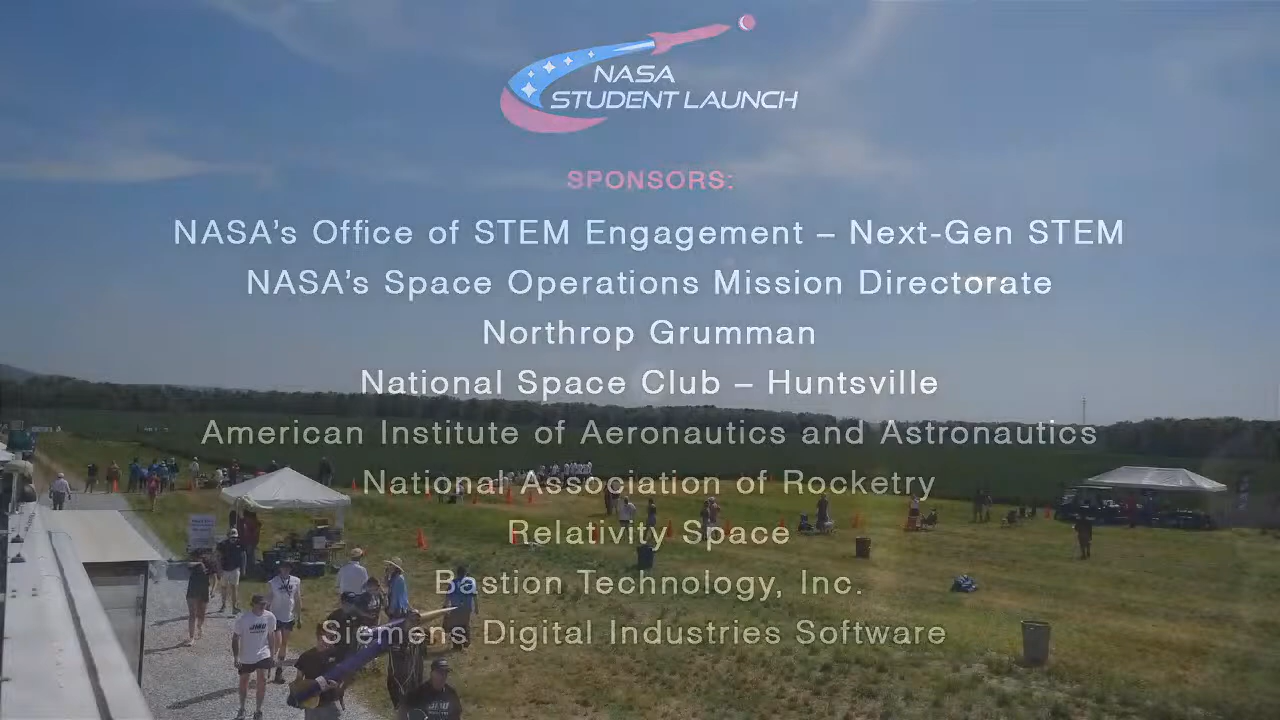 NASA
STUDENT LAUNCH
SPONSORS:
NASA's Office of STEM Engagement – Next-Gen STEM
NASA's Space Operations Mission Directorate
Northrop Grumman
National Space Club – Huntsville
American Institute of Aeronautics and Astronautics
National Association of Rocketry
Relativity Space
Bastion Technology, Inc.
Siemens Digital Industries Software
JMU
JMU